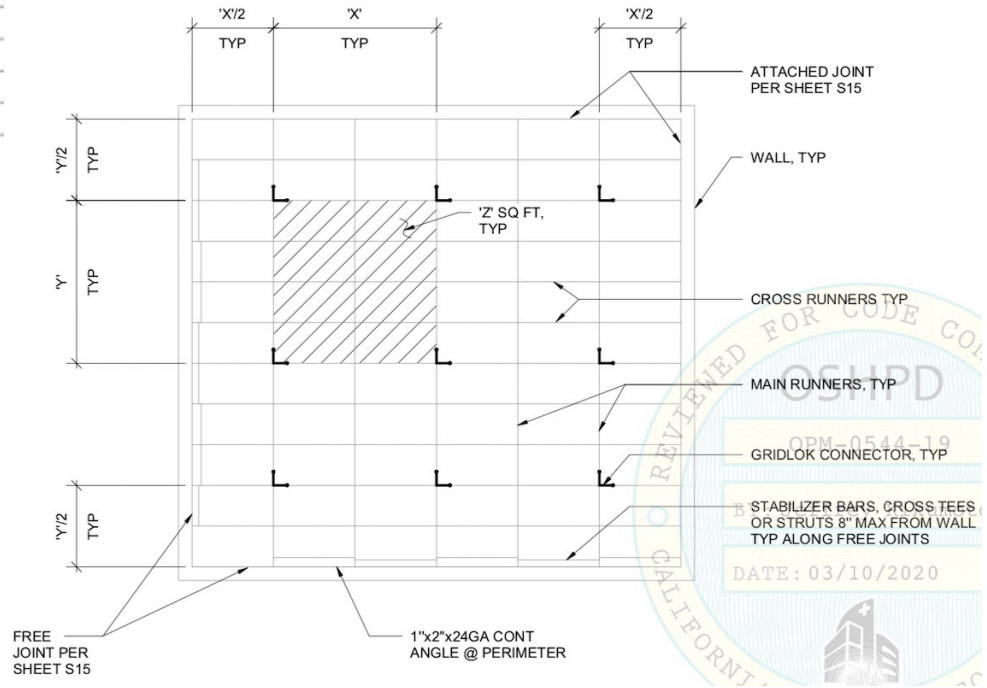 'X'/2
'X'
'X'/2
TYP
TYP
TYP
ATTACHED JOINT
PER SHEET S15
'Y'/2
TYP
WALL, TYP
'Z' SQ FT,
TYP
'Y'
TYP
CROSS RUNNERS TYP
REVIEWED FOR CODE
OSHPD
MAIN RUNNERS, TYP
OPM-0544-19
GRIDLOK CONNECTOR, TYP
'Y'/2
TYP
STABILIZER BARS, CROSS TEES
OR STRUTS 8" MAX FROM WALL
TYP ALONG FREE JOINTS
DATE: 03/10/2020
FREE
JOINT PER
SHEET S15
1"x2"x24GA CONT
ANGLE @ PERIMETER
CALIFORNIA